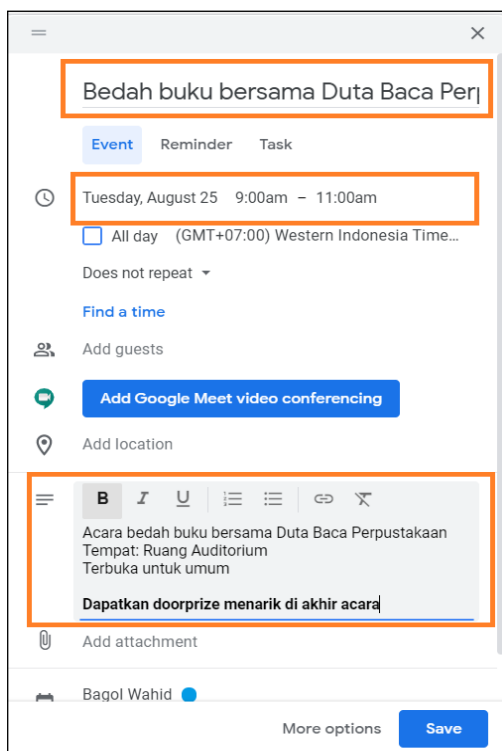 Bedah buku bersama Duta Baca Perp
Event Reminder Task
Tuesday, August 25 9:00am – 11:00am
All day (GMT+07:00) Western Indonesia Time...
Does not repeat
Find a time
Add guests
Add Google Meet video conferencing
Add location
B I U
Acara bedah buku bersama Duta Baca Perpustakaan
Tempat: Ruang Auditorium
Terbuka untuk umum
Dapatkan doorprize menarik di akhir acara
Add attachment
Bagol Wahid
More options Save